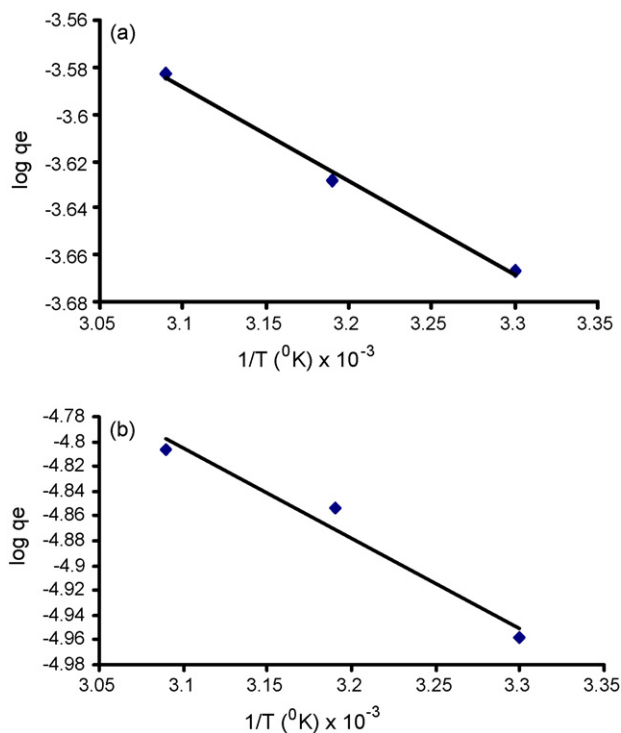 (a)
-3.56
-3.58
-3.6
-3.62
-3.64
-3.66
-3.68
log qe
3.05 3.1 3.15 3.2 3.25 3.3 3.35
1/T (⁰K) x 10⁻³
(b)
-4.78
-4.8
-4.82
-4.84
-4.86
-4.88
-4.9
-4.92
-4.94
-4.96
-4.98
log qe
3.05 3.1 3.15 3.2 3.25 3.3 3.35
1/T (⁰K) x 10⁻³